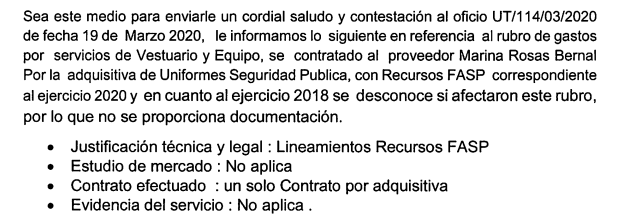 Sea este medio para enviarle un cordial saludo y contestación al oficio UT/114/03/2020
de fecha 19 de Marzo 2020, le informamos lo siguiente en referencia al rubro de gastos
por servicios de Vestuario y Equipo, se contratado al proveedor Marina Rosas Bernal
Por la adquisitiva de Uniformes Seguridad Publica, con Recursos FASP correspondiente
al ejercicio 2020 y en cuanto al ejercicio 2018 se desconoce si afectaron este rubro,
por lo que no se proporciona documentación.
• Justificación técnica y legal : Lineamientos Recursos FASP
• Estudio de mercado : No aplica
• Contrato efectuado : un solo Contrato por adquisitiva
• Evidencia del servicio : No aplica .